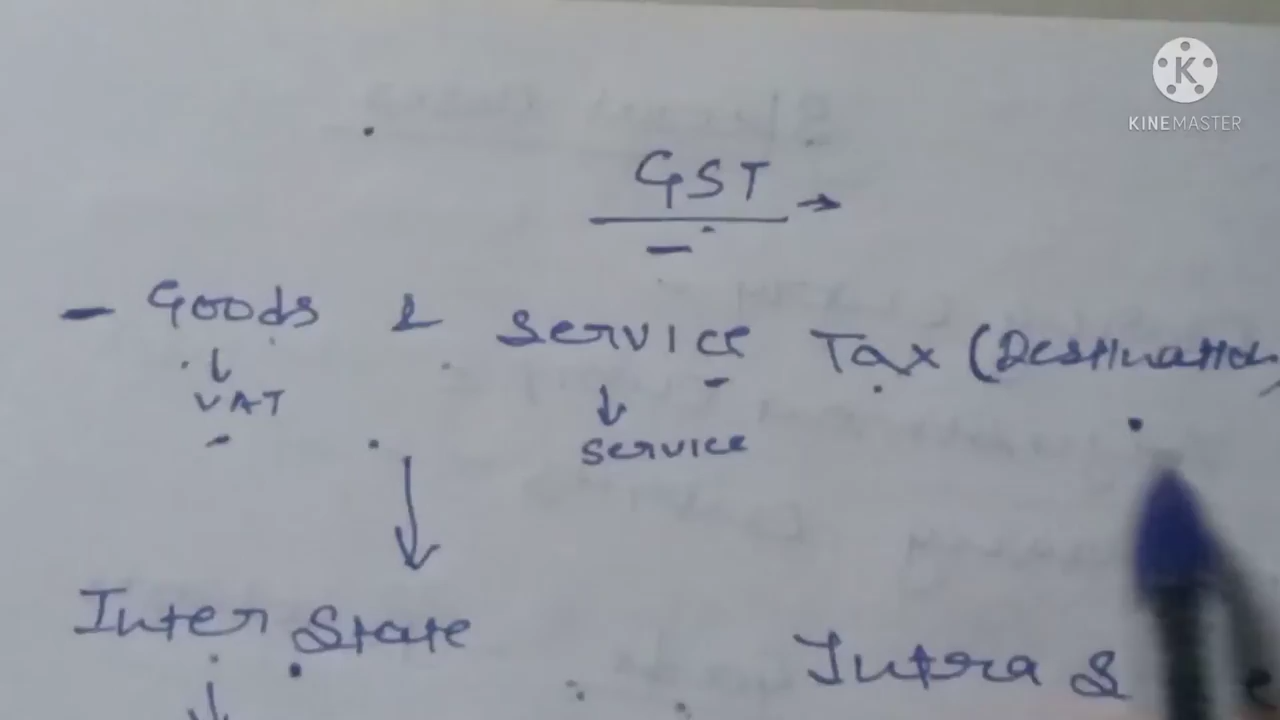 K
KINEMASTER
GST →
- Goods & Service Tax (Destination
↓ ↓
VAT Service
↓
Inter State Intra S
↓